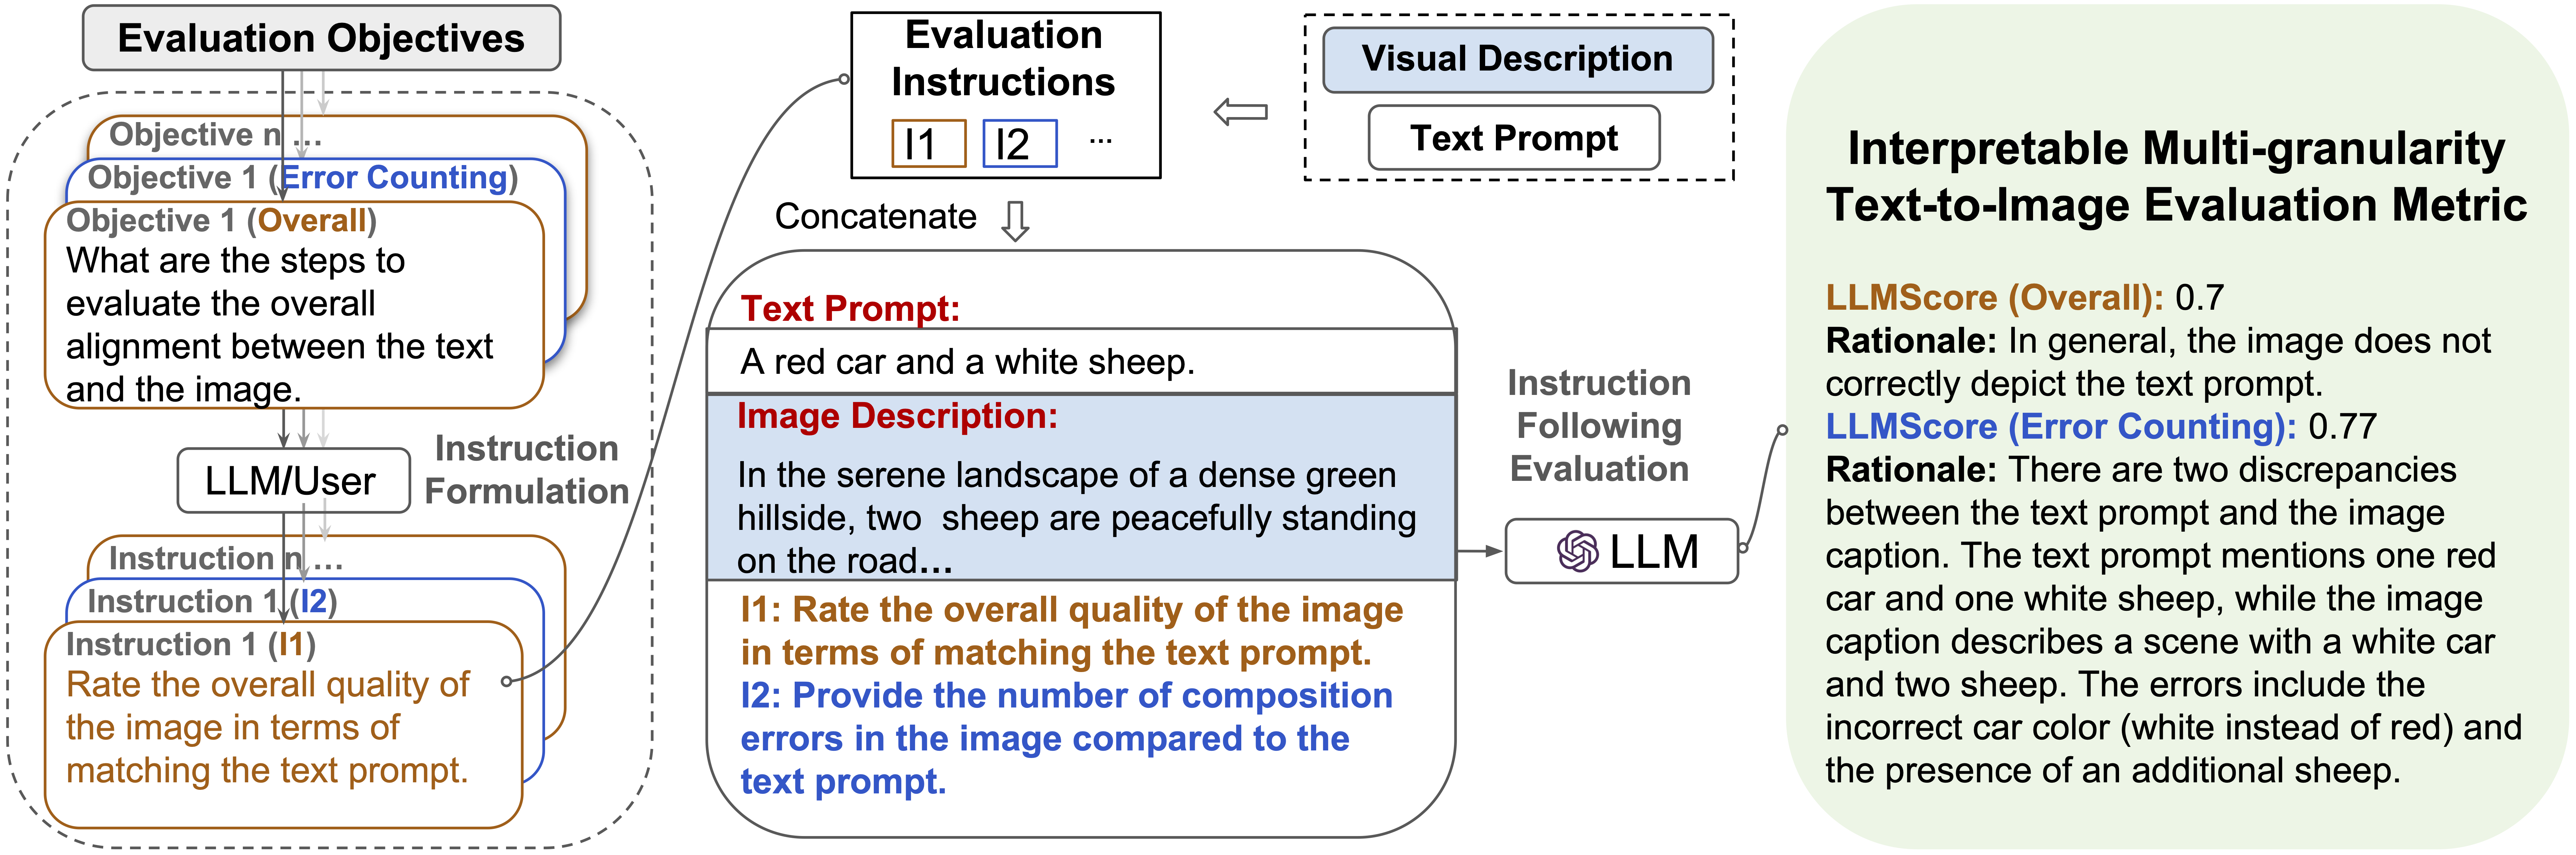 Evaluation Objectives
Objective n ...
Objective 1 (Error Counting)
Objective 1 (Overall)
What are the steps to
evaluate the overall
alignment between the text
and the image.
LLM/User
Instruction
Formulation
Instruction n ...
Instruction 1 (I2)
Instruction 1 (I1)
Rate the overall quality of
the image in terms of
matching the text prompt.
Evaluation
Instructions
I1 I2 ...
Visual Description
Text Prompt
Concatenate
Text Prompt:
A red car and a white sheep.
Image Description:
In the serene landscape of a dense green
hillside, two sheep are peacefully standing
on the road...
I1: Rate the overall quality of the image
in terms of matching the text prompt.
I2: Provide the number of composition
errors in the image compared to the
text prompt.
Instruction
Following
Evaluation
LLM
Interpretable Multi-granularity
Text-to-Image Evaluation Metric
LLMScore (Overall): 0.7
Rationale: In general, the image does not
correctly depict the text prompt.
LLMScore (Error Counting): 0.77
Rationale: There are two discrepancies
between the text prompt and the image
caption. The text prompt mentions one red
car and one white sheep, while the image
caption describes a scene with a white car
and two sheep. The errors include the
incorrect car color (white instead of red) and
the presence of an additional sheep.